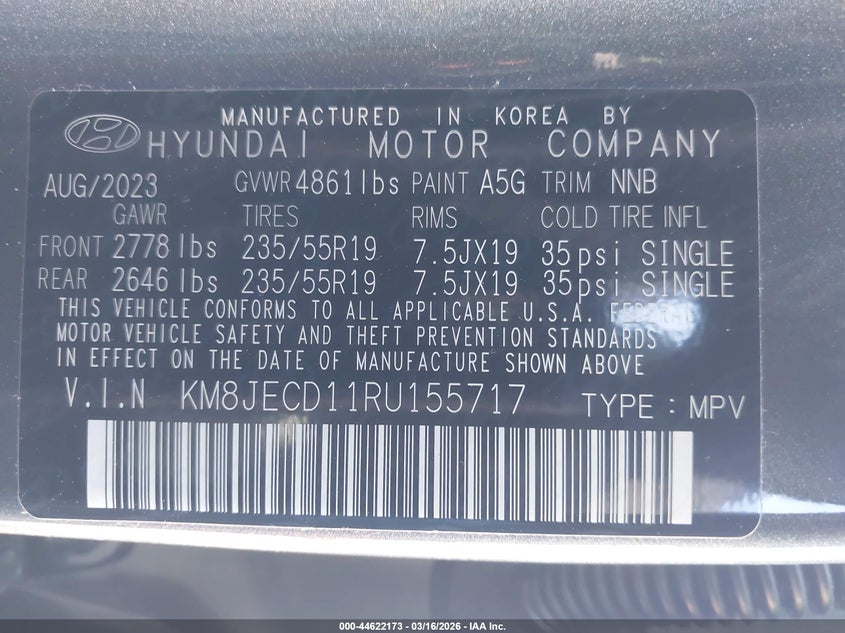 MANUFACTURED IN KOREA BY
HYUNDAI MOTOR COMPANY
AUG/2023 GVWR 4861lbs PAINT A5G TRIM NNB
GAWR TIRES RIMS COLD TIRE INFL
FRONT 2778 lbs 235/55R19 7.5JX19 35psi SINGLE
REAR 2646 lbs 235/55R19 7.5JX19 35psi SINGLE
THIS VEHICLE CONFORMS TO ALL APPLICABLE U.S.A. FEDERAL
MOTOR VEHICLE SAFETY AND THEFT PREVENTION STANDARDS
IN EFFECT ON THE DATE OF MANUFACTURE SHOWN ABOVE
V.I.N KM8JECD11RU155717 TYPE : MPV
000-44622173 - 03/16/2026 - IAA Inc.